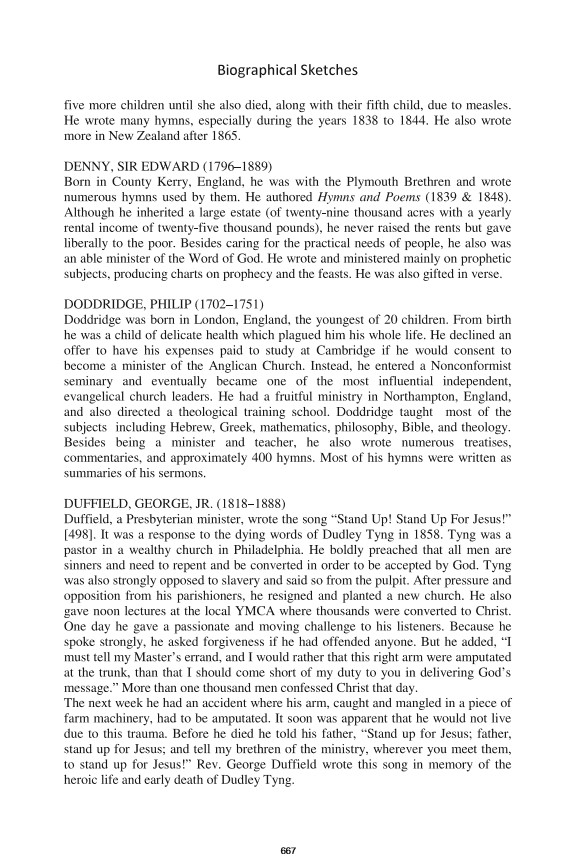 Biographical Sketches
five more children until she also died, along with their fifth child, due to measles.
He wrote many hymns, especially during the years 1838 to 1844. He also wrote
more in New Zealand after 1865.
DENNY, SIR EDWARD (1796–1889)
Born in County Kerry, England, he was with the Plymouth Brethren and wrote
numerous hymns used by them. He authored Hymns and Poems (1839 & 1848).
Although he inherited a large estate (of twenty-nine thousand acres with a yearly
rental income of twenty-five thousand pounds), he never raised the rents but gave
liberally to the poor. Besides caring for the practical needs of people, he also was
an able minister of the Word of God. He wrote and ministered mainly on prophetic
subjects, producing charts on prophecy and the feasts. He was also gifted in verse.
DODDRIDGE, PHILIP (1702–1751)
Doddridge was born in London, England, the youngest of 20 children. From birth
he was a child of delicate health which plagued him his whole life. He declined an
offer to have his expenses paid to study at Cambridge if he would consent to
become a minister of the Anglican Church. Instead, he entered a Nonconformist
seminary and eventually became one of the most influential independent,
evangelical church leaders. He had a fruitful ministry in Northampton, England,
and also directed a theological training school. Doddridge taught most of the
subjects including Hebrew, Greek, mathematics, philosophy, Bible, and theology.
Besides being a minister and teacher, he also wrote numerous treatises,
commentaries, and approximately 400 hymns. Most of his hymns were written as
summaries of his sermons.
DUFFIELD, GEORGE, JR. (1818–1888)
Duffield, a Presbyterian minister, wrote the song “Stand Up! Stand Up For Jesus!”
[498]. It was a response to the dying words of Dudley Tyng in 1858. Tyng was a
pastor in a wealthy church in Philadelphia. He boldly preached that all men are
sinners and need to repent and be converted in order to be accepted by God. Tyng
was also strongly opposed to slavery and said so from the pulpit. After pressure and
opposition from his parishioners, he resigned and planted a new church. He also
gave noon lectures at the local YMCA where thousands were converted to Christ.
One day he gave a passionate and moving challenge to his listeners. Because he
spoke strongly, he asked forgiveness if he had offended anyone. But he added, “I
must tell my Master’s errand, and I would rather that this right arm were amputated
at the trunk, than that I should come short of my duty to you in delivering God’s
message.” More than one thousand men confessed Christ that day.
The next week he had an accident where his arm, caught and mangled in a piece of
farm machinery, had to be amputated. It soon was apparent that he would not live
due to this trauma. Before he died he told his father, “Stand up for Jesus; father,
stand up for Jesus; and tell my brethren of the ministry, wherever you meet them,
to stand up for Jesus!” Rev. George Duffield wrote this song in memory of the
heroic life and early death of Dudley Tyng.
667